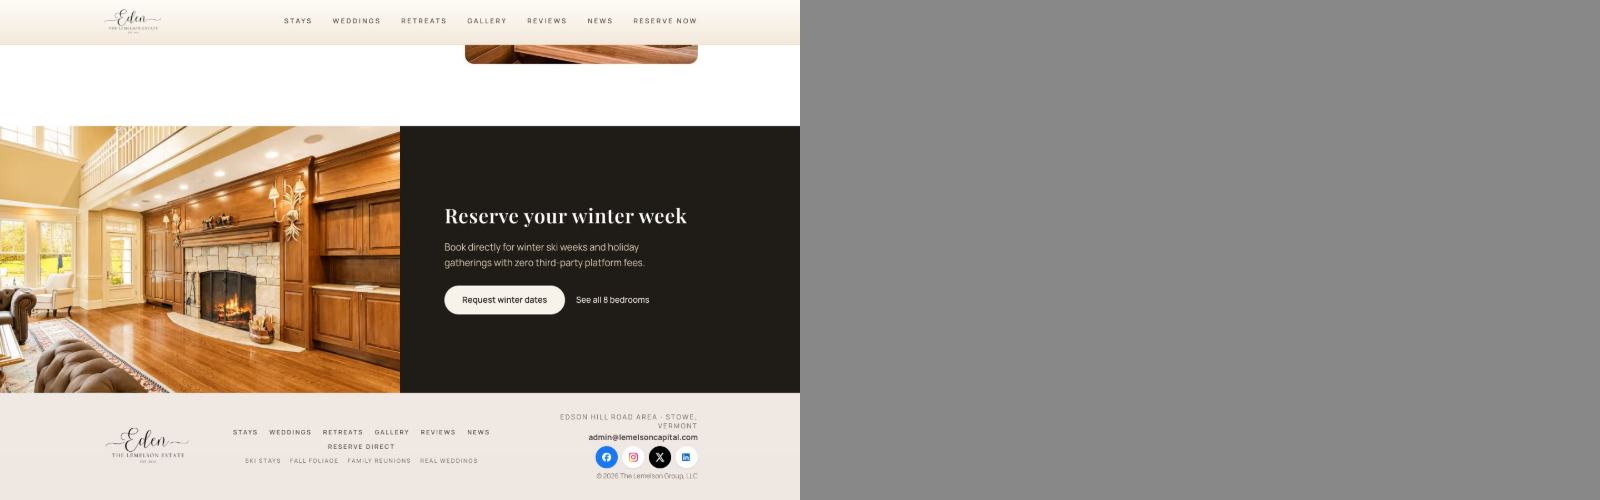 Eden
THE LEMELSON ESTATE
STAYS WEDDINGS RETREATS GALLERY REVIEWS NEWS RESERVE NOW
Reserve your winter week
Book directly for winter ski weeks and holiday
gatherings with zero third-party platform fees.
Request winter dates See all 8 bedrooms
Eden
THE LEMELSON ESTATE
STAYS WEDDINGS RETREATS GALLERY REVIEWS NEWS
RESERVE DIRECT
SKI STAYS FALL FOLIAGE FAMILY REUNIONS REAL WEDDINGS
EDSON HILL ROAD AREA · STOWE,
VERMONT
admin@lemelsoncapital.com
© 2026 The Lemelson Group, LLC